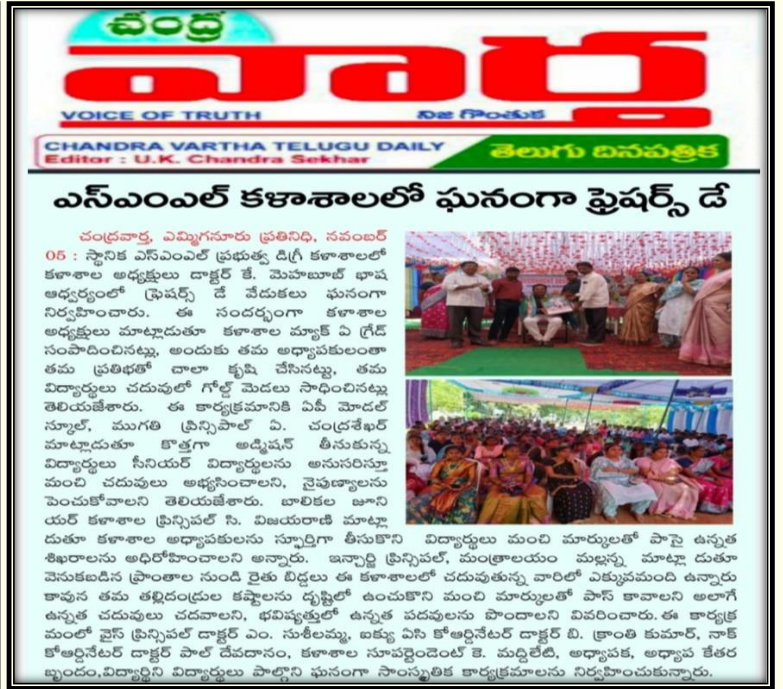 చంద్ర
వార్త
VOICE OF TRUTH నిజ గొంతుక
CHANDRA VARTHA TELUGU DAILY
Editor : U.K. Chandra Sekhar
తెలుగు దినపత్రిక
ఎస్ఎంఎల్ కళాశాలలో ఘనంగా ఫ్రెషర్స్ డే
చంద్రవార్త, ఎమ్మిగనూరు ప్రతినిధి, నవంబర్
05 : స్థానిక ఎస్ఎంఎల్ ప్రభుత్వ డిగ్రీ కళాశాలలో
కళాశాల అధ్యక్షులు డాక్టర్ కే. మెహబూబ్ భాష
ఆధ్వర్యంలో ఫ్రెషర్స్ డే వేడుకలు ఘనంగా
నిర్వహించారు. ఈ సందర్భంగా కళాశాల
అధ్యక్షులు మాట్లాడుతూ కళాశాల మ్యాక్ ఏ గ్రేడ్
సంపాదించినట్లు, అందుకు తమ అధ్యాపకులంతా
తమ ప్రతిభతో చాలా కృషి చేసినట్టు, తమ
విద్యార్థులు చదువులో గోల్డ్ మెడలు సాధించినట్లు
తెలియజేశారు. ఈ కార్యక్రమానికి ఏపీ మోడల్
స్కూల్, ముగతి ప్రిన్సిపాల్ ఏ. చంద్రశేఖర్
మాట్లాడుతూ కొత్తగా అడ్మిషన్ తీనుకున్న
విద్యార్థులు సీనియర్ విద్యార్థులను అనుసరిస్తూ
మంచి చదువులు అభ్యసించాలని, నైపుణ్యాలను
పెంచుకోవాలని తెలియజేశారు. బాలికల జూని
యర్ కళాశాల ప్రిన్సిపల్ సి. విజయరాణి మాట్లా
డుతూ కళాశాల అధ్యాపకులను స్ఫూర్తిగా తీసుకొని విద్యార్థులు మంచి మార్కులతో పాసై ఉన్నత
శిఖరాలను అధిరోహించాలని అన్నారు. ఇన్చార్జి ప్రిన్సిపల్, మంత్రాలయం మల్లన్న మాట్లా డుతూ
వెనుకబడిన ప్రాంతాల నుండి రైతు బిడ్డలు ఈ కళాశాలలో చదువుతున్న వారిలో ఎక్కువమంది ఉన్నారు
కావున తమ తల్లిదండ్రుల కష్టాలను దృష్టిలో ఉంచుకొని మంచి మార్కులతో పాస్ కావాలని అలాగే
ఉన్నత చదువులు చదవాలని, భవిష్యత్తులో ఉన్నత పదవులను పొందాలని వివరించారు.ఈ కార్యక్ర
మంలో వైస్ ప్రిన్సిపల్ డాక్టర్ ఎం. సుశీలమ్మ, ఐక్యు ఏసి కోఆర్డినేటర్ డాక్టర్ బి. క్రాంతి కుమార్, నాక్
కోఆర్డినేటర్ డాక్టర్ పాల్ దేవదానం, కళాశాల సూపరెైండెంట్ కె. మద్దిలేటి, అధ్యాపక, అధ్యాప కేతర
బృందం,విద్యార్థిని విద్యార్థులు పాల్గొని ఘనంగా సాంస్కృతిక కార్యక్రమాలను నిర్వహించుకున్నారు.